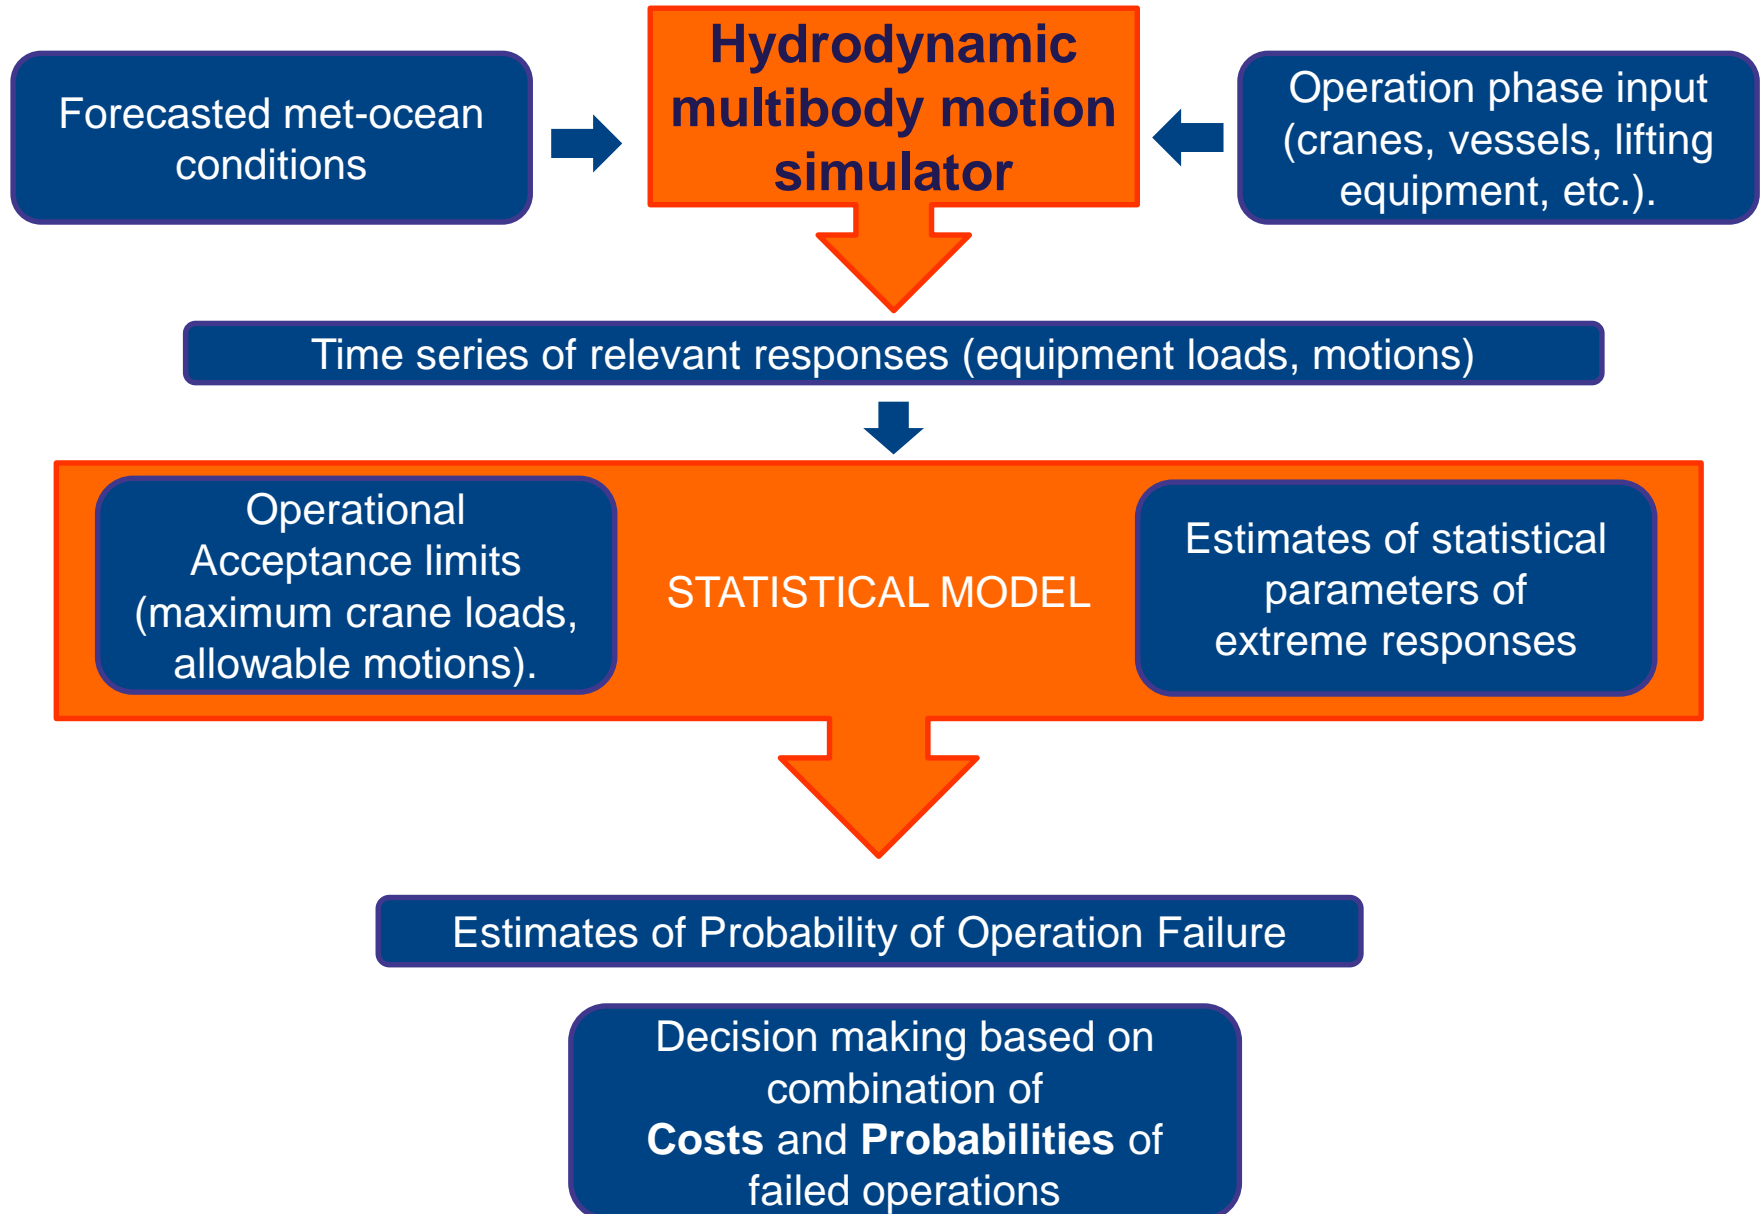 Hydrodynamic
multibody motion
simulator
Forecasted met-ocean
conditions
Operation phase input
(cranes, vessels, lifting
equipment, etc.).
Time series of relevant responses (equipment loads, motions)
Operational
Acceptance limits
(maximum crane loads,
allowable motions).
STATISTICAL MODEL
Estimates of statistical
parameters of
extreme responses
Estimates of Probability of Operation Failure
Decision making based on
combination of
Costs and Probabilities of
failed operations